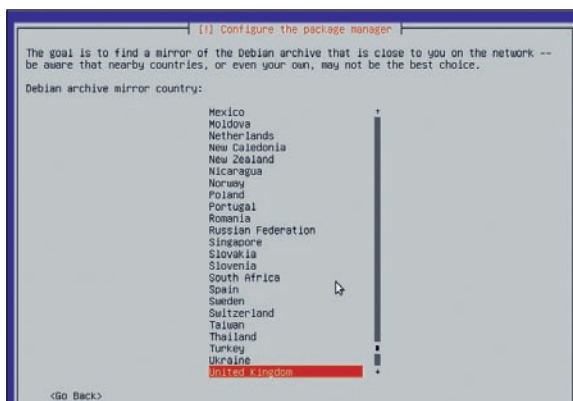 [!] Configure the package manager
The goal is to find a mirror of the Debian archive that is close to you on the network --
be aware that nearby countries, or even your own, may not be the best choice.
Debian archive mirror country:
Mexico
Moldova
Netherlands
New Caledonia
New Zealand
Nicaragua
Norway
Poland
Portugal
Romania
Russian Federation
Singapore
Slovakia
Slovenia
South Africa
Spain
Sweden
Switzerland
Taiwan
Thailand
Turkey
Ukraine
United Kingdom
<Go Back>